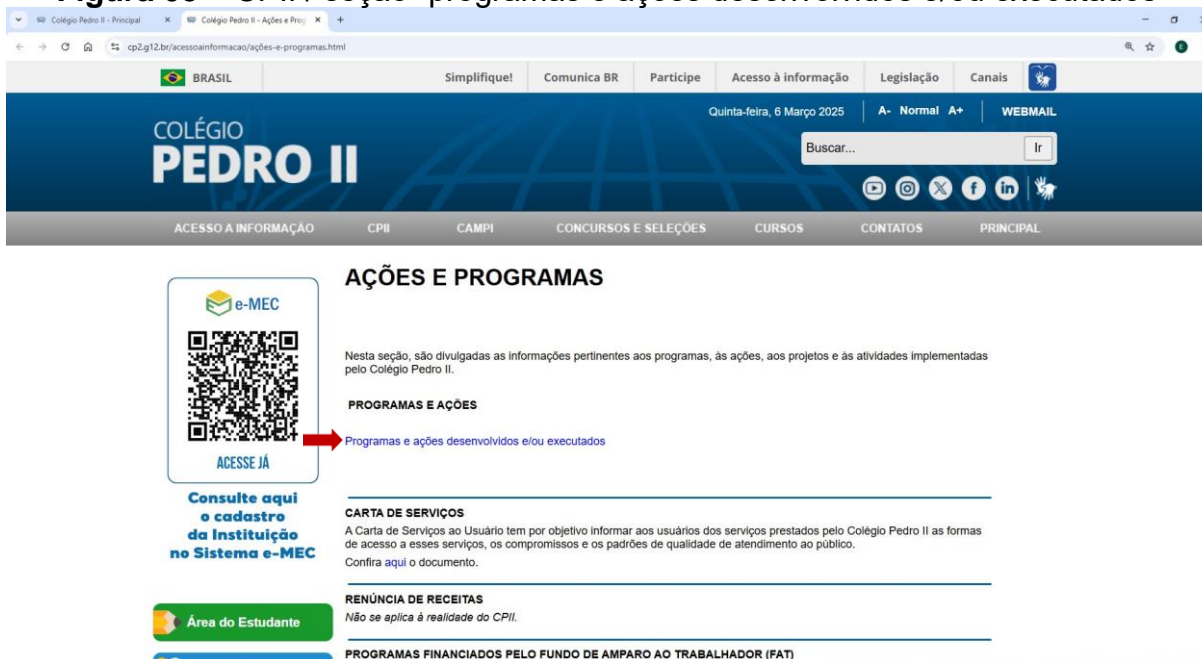 Colégio Pedro II - Principal
Colégio Pedro II - Ações e Prog
cp2.g12.br/acessoainformacao/ações-e-programas.html
E
BRASIL
Simplifique!
Comunica BR
Participe
Acesso à informação
Legislação
Canais
Quinta-feira, 6 Março 2025
A- Normal A+
WEBMAIL
COLÉGIO
PEDRO II
Buscar...
Ir
ACESSO A INFORMAÇÃO
CPII
CAMPI
CONCURSOS E SELEÇÕES
CURSOS
CONTATOS
PRINCIPAL
e-MEC
ACESSE JÁ
Consulte aqui
o cadastro
da Instituição
no Sistema e-MEC
Área do Estudante
AÇÕES E PROGRAMAS
Nesta seção, são divulgadas as informações pertinentes aos programas, às ações, aos projetos e às atividades implementadas
pelo Colégio Pedro II.
PROGRAMAS E AÇÕES
Programas e ações desenvolvidos e/ou executados
CARTA DE SERVIÇOS
A Carta de Serviços ao Usuário tem por objetivo informar aos usuários dos serviços prestados pelo Colégio Pedro II as formas
de acesso a esses serviços, os compromissos e os padrões de qualidade de atendimento ao público.
Confira aqui o documento.
RENÚNCIA DE RECEITAS
Não se aplica à realidade do CPII.
PROGRAMAS FINANCIADOS PELO FUNDO DE AMPARO AO TRABALHADOR (FAT)